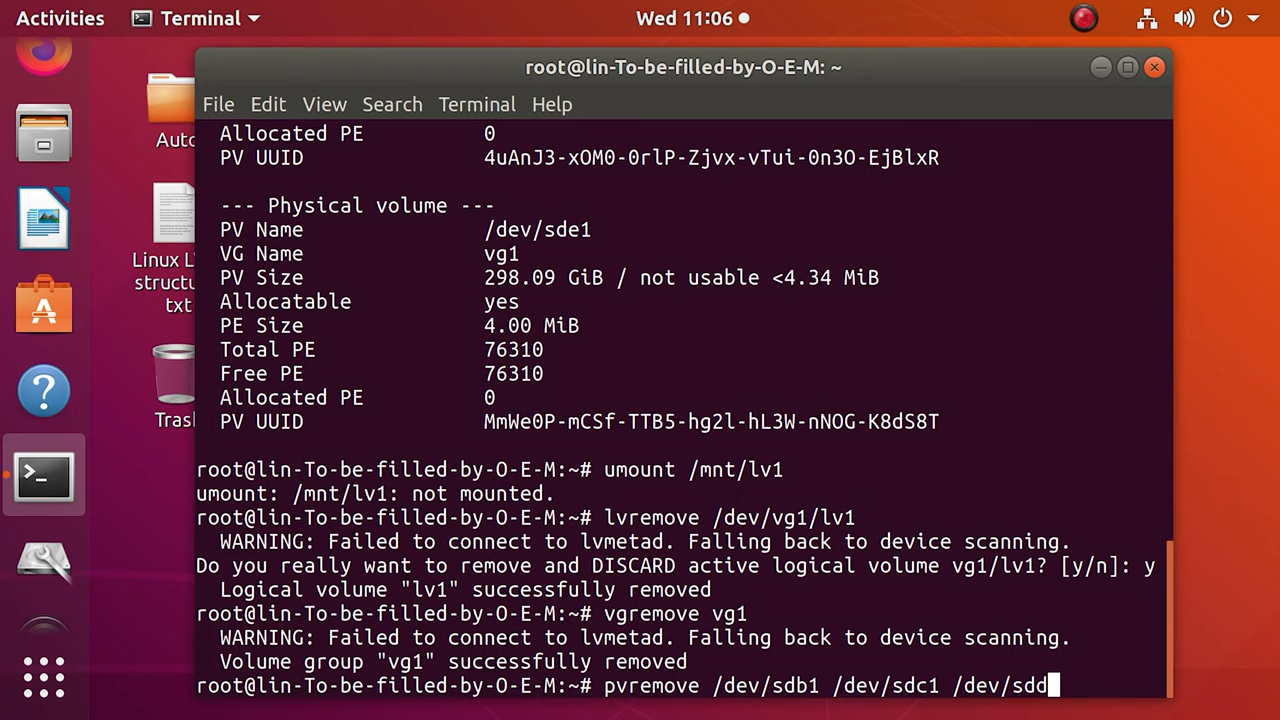 Activities
Terminal
Wed 11:06
root@lin-To-be-filled-by-O-E-M: ~
File Edit View Search Terminal Help
Auto
Linux L
structu
txt
Tras
Allocated PE 0
PV UUID 4uAnJ3-xOM0-0rlP-Zjvx-vTui-0n3O-EjBlxR
--- Physical volume ---
PV Name /dev/sde1
VG Name vg1
PV Size 298.09 GiB / not usable <4.34 MiB
Allocatable yes
PE Size 4.00 MiB
Total PE 76310
Free PE 76310
Allocated PE 0
PV UUID MmWe0P-mCSf-TTB5-hg2l-hL3W-nNOG-K8dS8T
root@lin-To-be-filled-by-O-E-M:~# umount /mnt/lv1
umount: /mnt/lv1: not mounted.
root@lin-To-be-filled-by-O-E-M:~# lvremove /dev/vg1/lv1
WARNING: Failed to connect to lvmetad. Falling back to device scanning.
Do you really want to remove and DISCARD active logical volume vg1/lv1? [y/n]: y
Logical volume "lv1" successfully removed
root@lin-To-be-filled-by-O-E-M:~# vgremove vg1
WARNING: Failed to connect to lvmetad. Falling back to device scanning.
Volume group "vg1" successfully removed
root@lin-To-be-filled-by-O-E-M:~# pvremove /dev/sdb1 /dev/sdc1 /dev/sdd